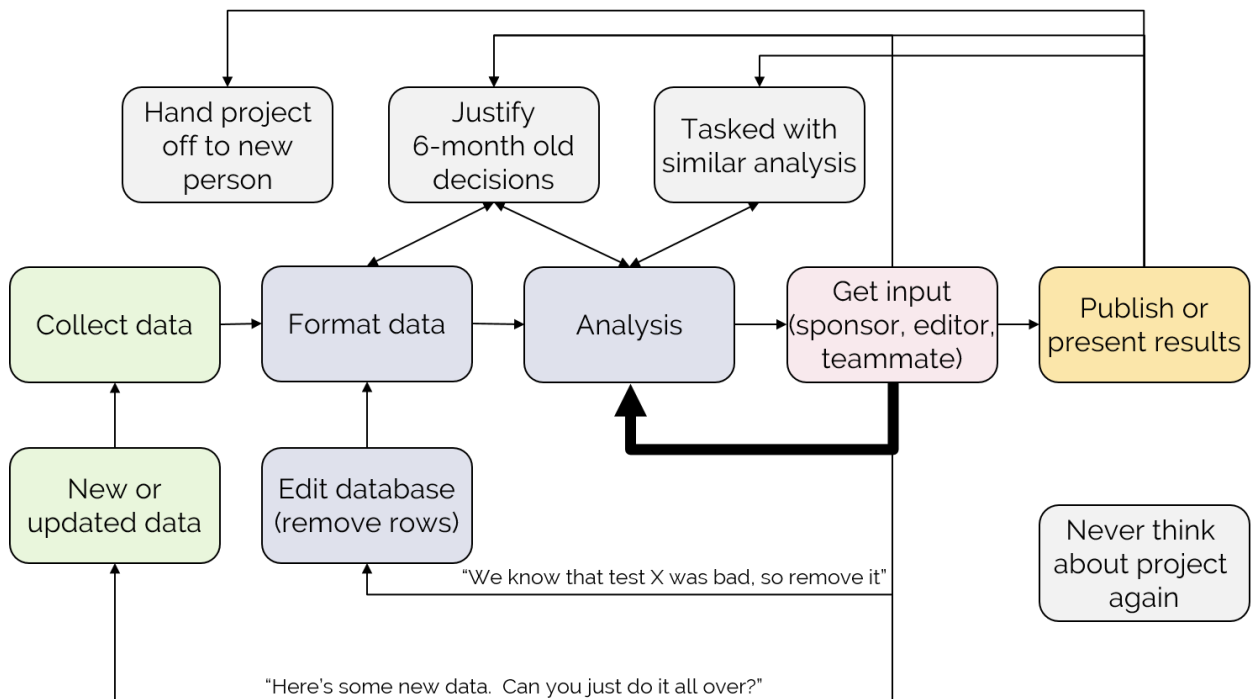 Hand project
off to new
person
Justify
6-month old
decisions
Tasked with
similar analysis
Collect data
Format data
Analysis
Get input
(sponsor, editor,
teammate)
Publish or
present results
New or
updated data
Edit database
(remove rows)
Never think
about project
again
“We know that test X was bad, so remove it”
“Here’s some new data.  Can you just do it all over?”